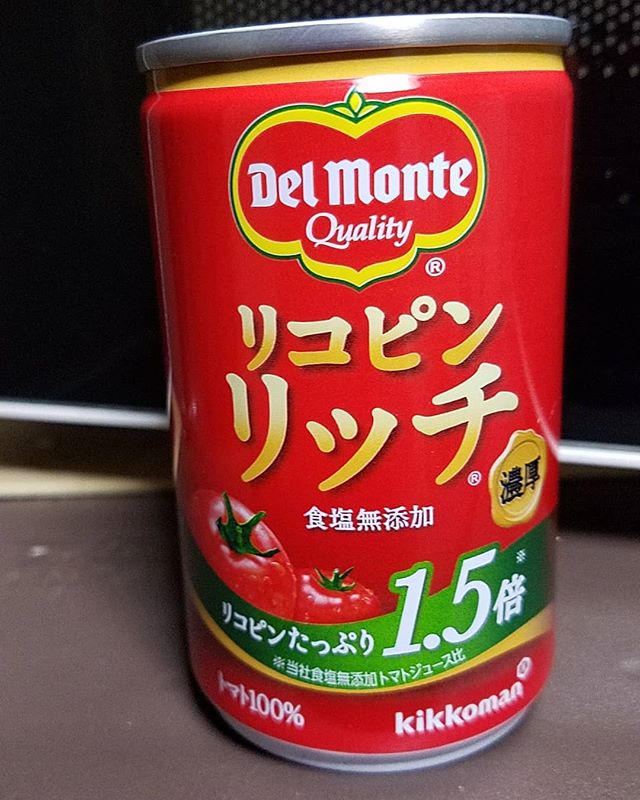 Del Monte
Quality
®
リコピン
リッチ®
濃厚
食塩無添加
リコピンたっぷり1.5倍※
※当社食塩無添加トマトジュース比
トマト100%
kikkoman®